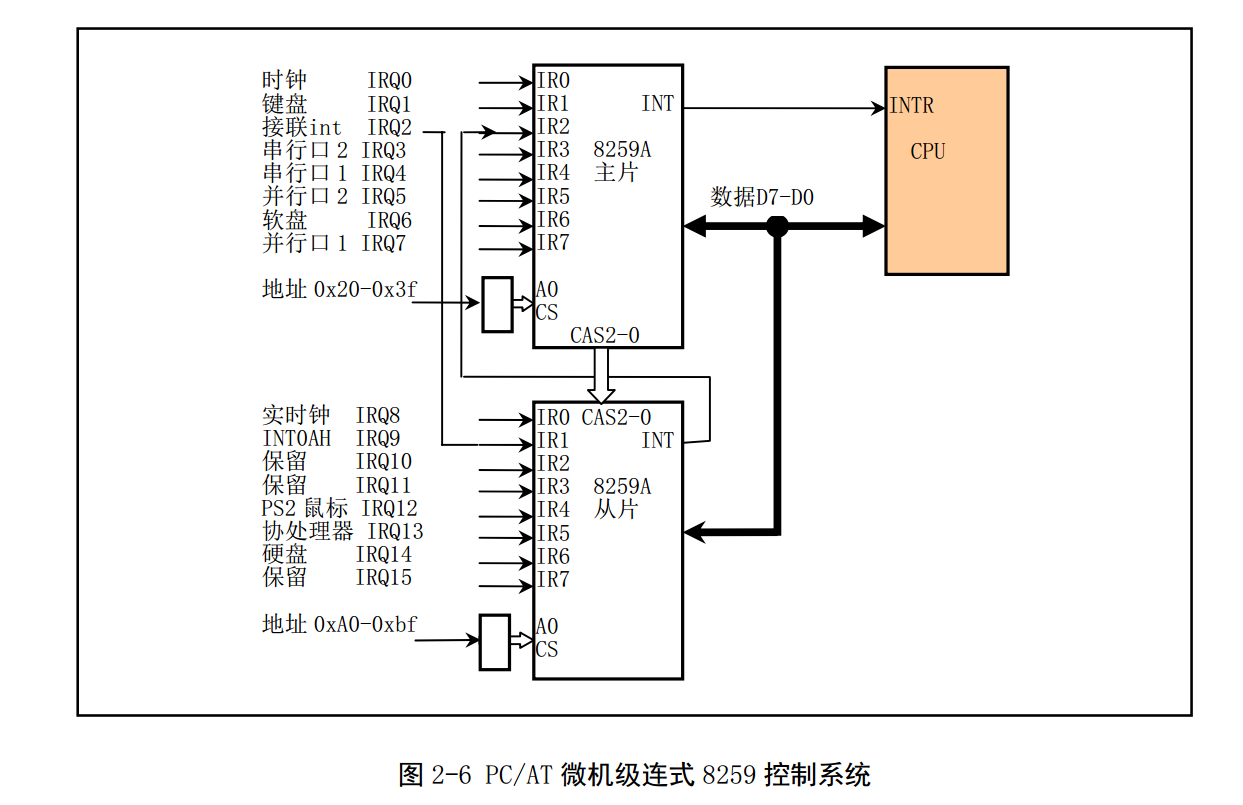 时钟 IRQ0
键盘 IRQ1
接联int IRQ2
串行口 2 IRQ3
串行口 1 IRQ4
并行口 2 IRQ5
软盘 IRQ6
并行口 1 IRQ7
地址 0x20-0x3f
IR0
IR1
IR2
IR3
IR4
IR5
IR6
IR7
INT
8259A
主片
A0
CS
CAS2-0
INTR
CPU
数据D7-D0
实时钟 IRQ8
INT0AH IRQ9
保留 IRQ10
保留 IRQ11
PS2 鼠标 IRQ12
协处理器 IRQ13
硬盘 IRQ14
保留 IRQ15
地址 0xA0-0xbf
IR0 CAS2-0
IR1
IR2
IR3
IR4
IR5
IR6
IR7
INT
8259A
从片
A0
CS
图 2-6 PC/AT 微机级连式 8259 控制系统